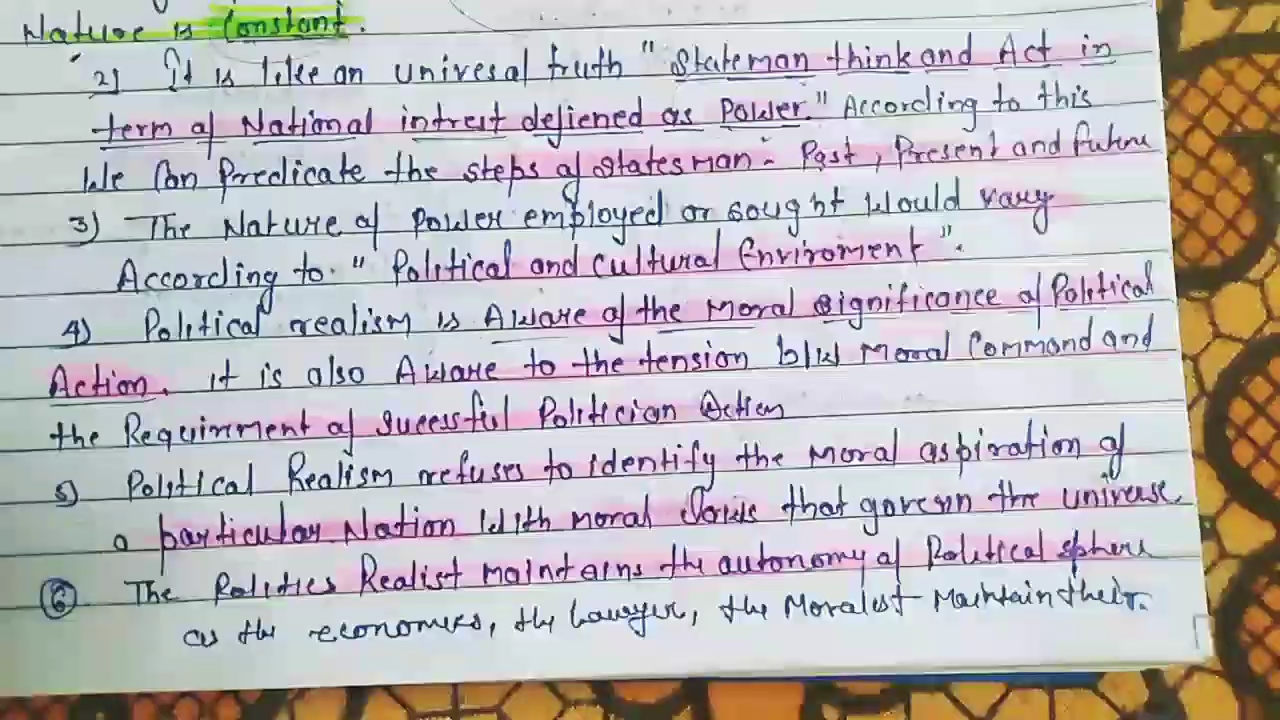 Nature is Constant.
2) It is like an univesal truth "Stateman think and Act in
term of National intrest defiened as Power." According to this
We Can Predicate the steps of statesman - Past, Present and future
3) The Nature of Power employed or sought would vary
According to "Political and cultural Enviroment".
4) Political realism is Aware of the Moral significance of Political
Action. it is also Aware to the tension b/w Moral Command and
the Requirment of sucessful Politician Action
5) Political Realism refuses to identify the Moral aspiration of
a particular Nation With moral laws that govern the universe.
6 The Politics Realist maintains the autonomy of Political sphere
as the economics, the lawyer, the Moralist Maintain their.